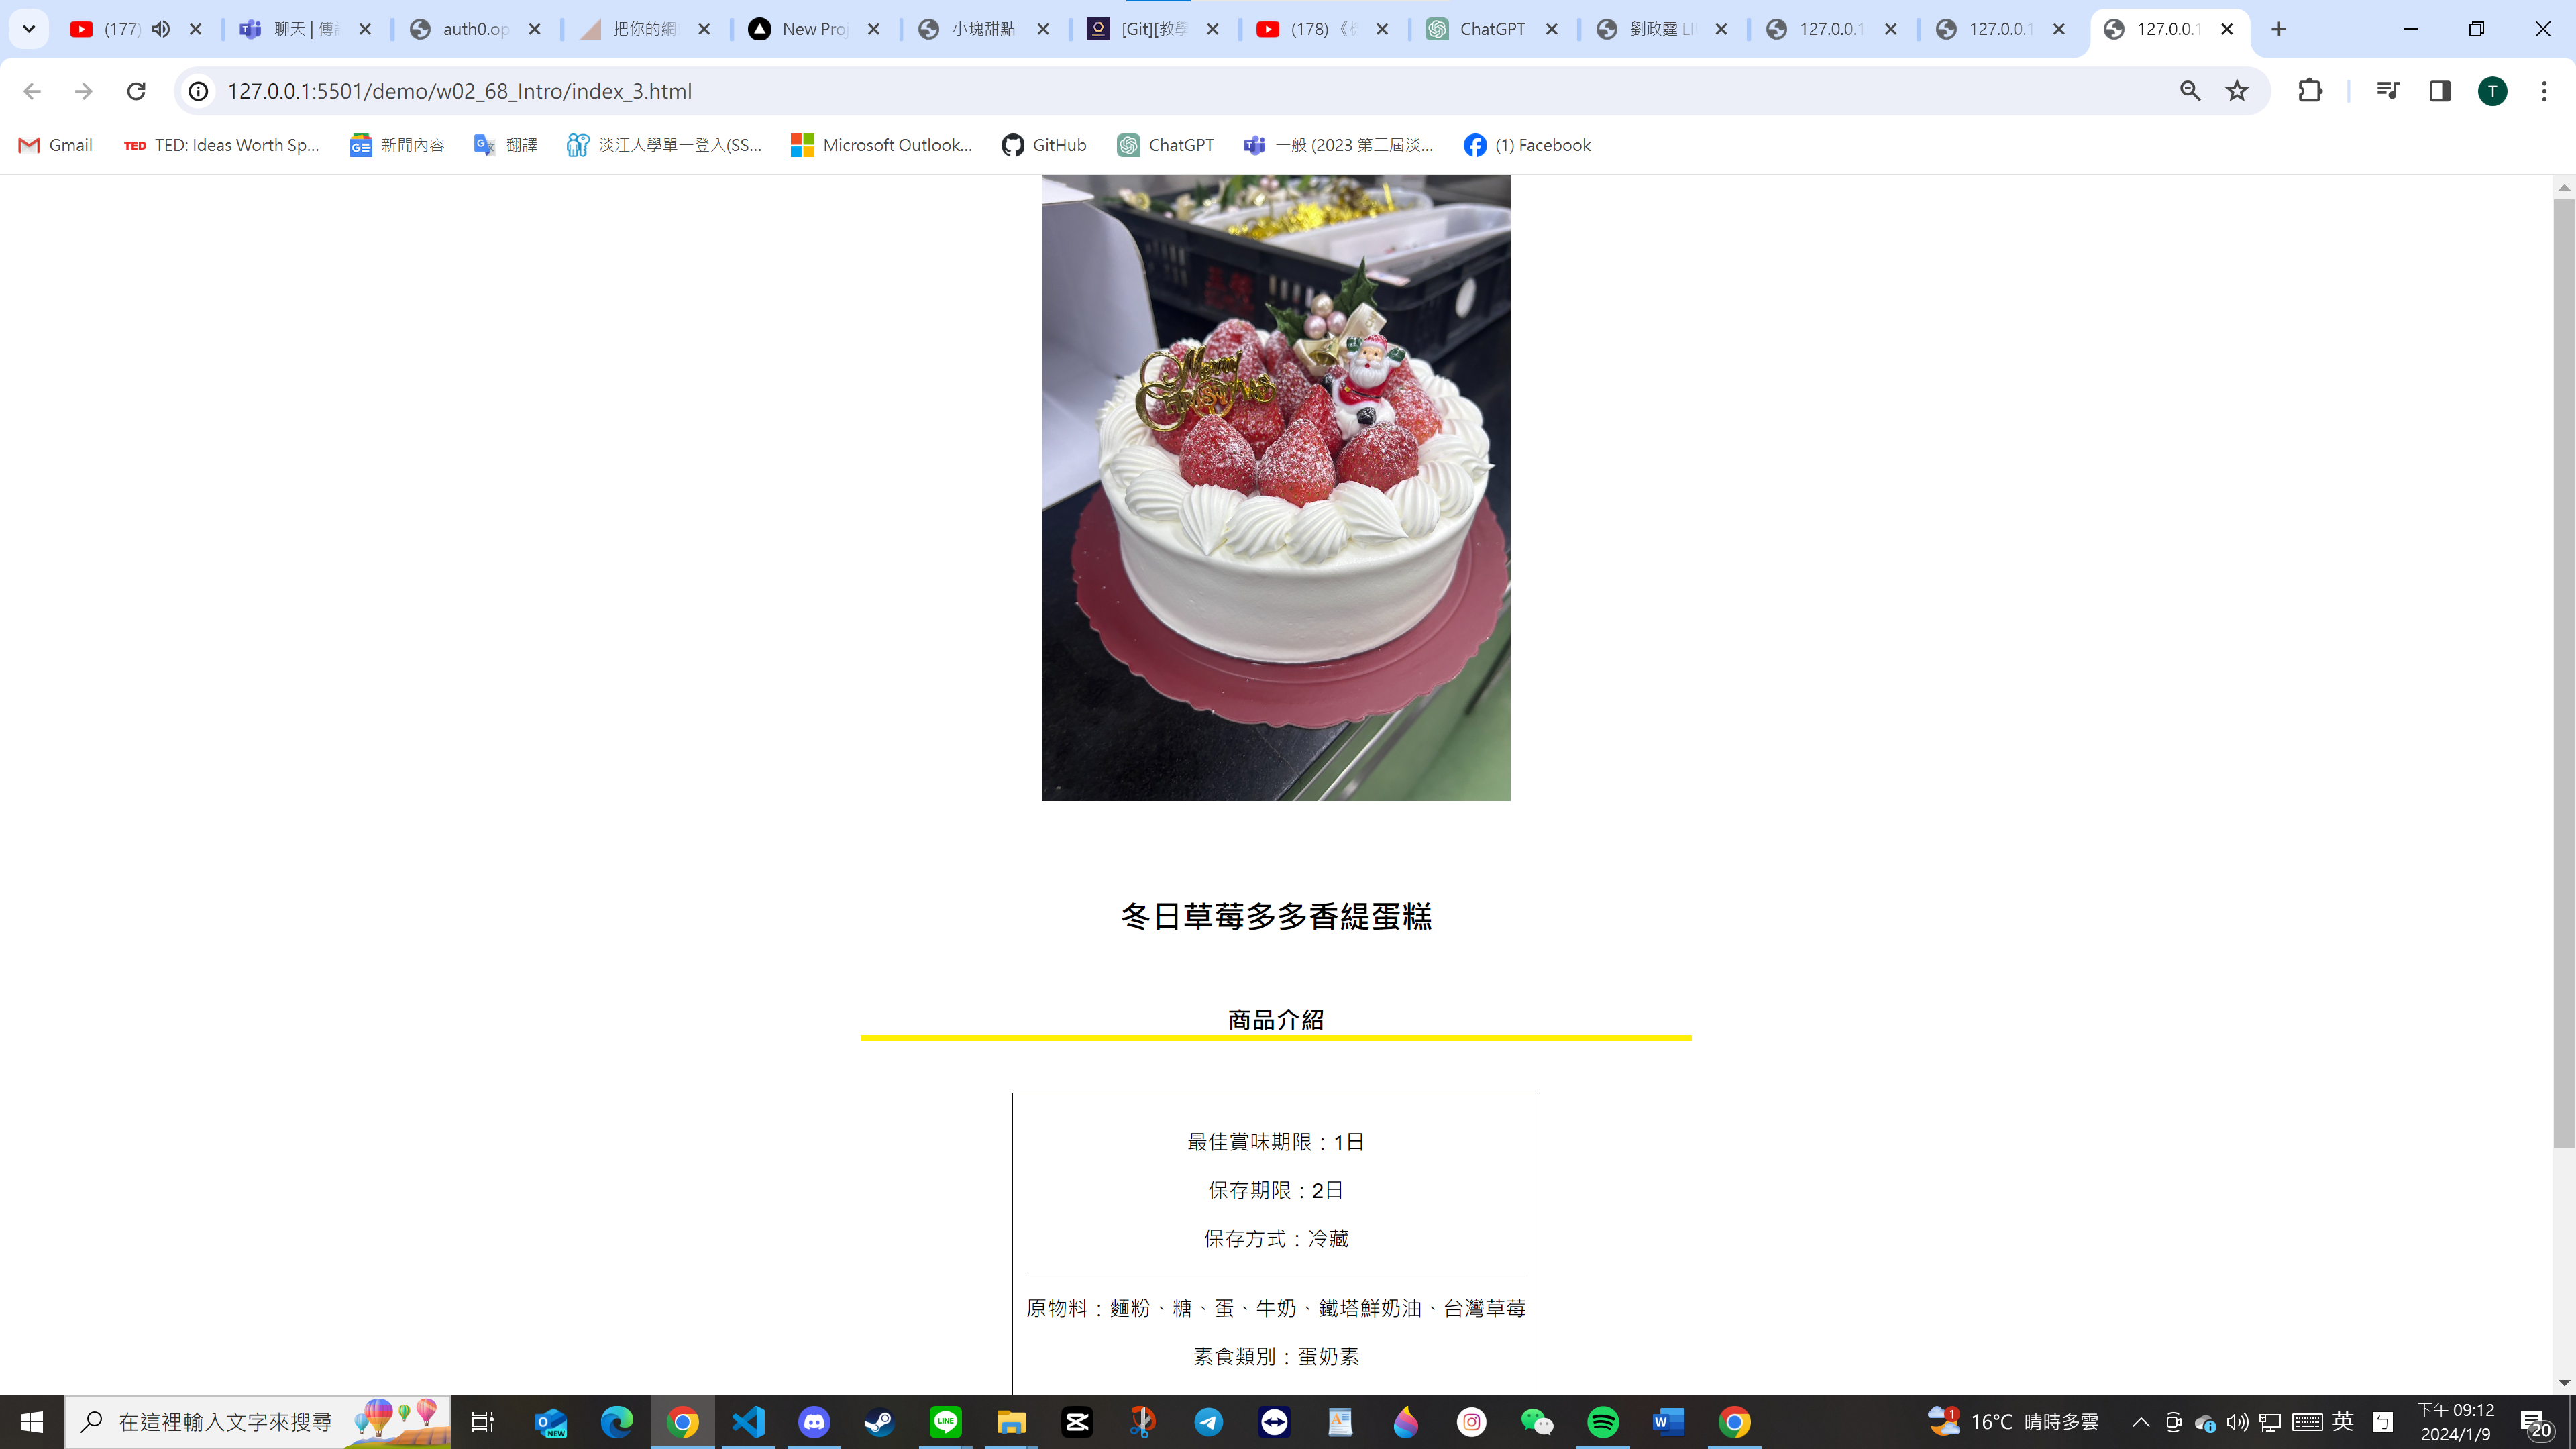 (177)
聊天 | 傅
auth0.op
把你的網
New Proj
小塊甜點
[Git][教學
(178) 《
ChatGPT
劉政霆 LI
127.0.0.1
127.0.0.1
127.0.0.1
127.0.0.1:5501/demo/w02_68_Intro/index_3.html
T
Gmail
TED TED: Ideas Worth Sp...
新聞內容
翻譯
淡江大學單一登入(SS...
Microsoft Outlook...
GitHub
ChatGPT
一般 (2023 第二屆淡...
(1) Facebook
Merry
CHRISTMAS
冬日草莓多多香緹蛋糕
商品介紹
最佳賞味期限：1日
保存期限：2日
保存方式：冷藏
原物料：麵粉、糖、蛋、牛奶、鐵塔鮮奶油、台灣草莓
素食類別：蛋奶素
在這裡輸入文字來搜尋
NEW
LINE
1
16°C 晴時多雲
英
下午 09:12
2024/1/9
20